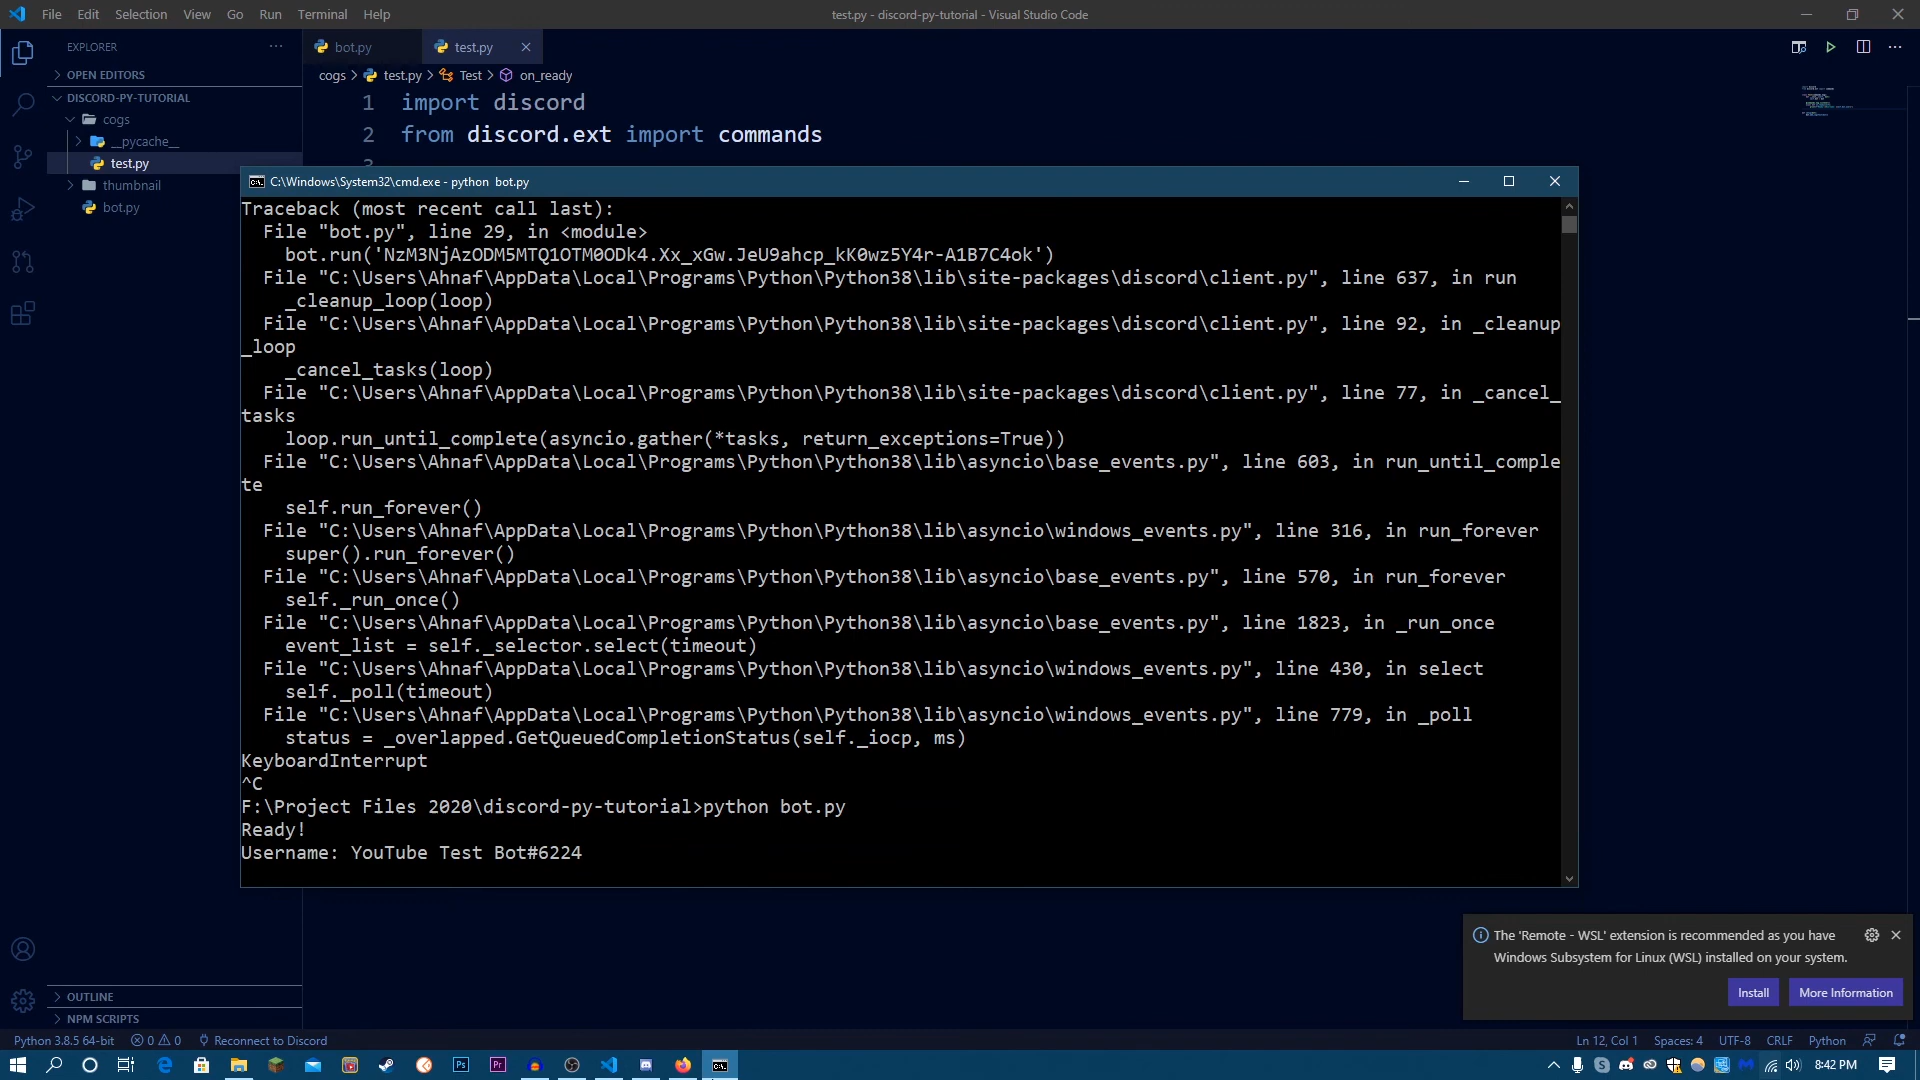 File Edit Selection View Go Run Terminal Help
test.py - discord-py-tutorial - Visual Studio Code
EXPLORER
OPEN EDITORS
DISCORD-PY-TUTORIAL
cogs
__pycache__
test.py
thumbnail
bot.py
OUTLINE
NPM SCRIPTS
bot.py
test.py
cogs > test.py > Test > on_ready
1 import discord
2 from discord.ext import commands
3
C:\Windows\System32\cmd.exe - python bot.py
Traceback (most recent call last):
File "bot.py", line 29, in <module>
bot.run('NzM3NjAzODM5MTQ1OTM0ODk4.Xx_xGw.JeU9ahcp_kK0wz5Y4r-A1B7C4ok')
File "C:\Users\Ahnaf\AppData\Local\Programs\Python\Python38\lib\site-packages\discord\client.py", line 637, in run
_cleanup_loop(loop)
File "C:\Users\Ahnaf\AppData\Local\Programs\Python\Python38\lib\site-packages\discord\client.py", line 92, in _cleanup
_loop
_cancel_tasks(loop)
File "C:\Users\Ahnaf\AppData\Local\Programs\Python\Python38\lib\site-packages\discord\client.py", line 77, in _cancel_
tasks
loop.run_until_complete(asyncio.gather(*tasks, return_exceptions=True))
File "C:\Users\Ahnaf\AppData\Local\Programs\Python\Python38\lib\asyncio\base_events.py", line 603, in run_until_comple
te
self.run_forever()
File "C:\Users\Ahnaf\AppData\Local\Programs\Python\Python38\lib\asyncio\windows_events.py", line 316, in run_forever
super().run_forever()
File "C:\Users\Ahnaf\AppData\Local\Programs\Python\Python38\lib\asyncio\base_events.py", line 570, in run_forever
self._run_once()
File "C:\Users\Ahnaf\AppData\Local\Programs\Python\Python38\lib\asyncio\base_events.py", line 1823, in _run_once
event_list = self._selector.select(timeout)
File "C:\Users\Ahnaf\AppData\Local\Programs\Python\Python38\lib\asyncio\windows_events.py", line 430, in select
self._poll(timeout)
File "C:\Users\Ahnaf\AppData\Local\Programs\Python\Python38\lib\asyncio\windows_events.py", line 779, in _poll
status = _overlapped.GetQueuedCompletionStatus(self._iocp, ms)
KeyboardInterrupt
^C
F:\Project Files 2020\discord-py-tutorial>python bot.py
Ready!
Username: YouTube Test Bot#6224
The 'Remote - WSL' extension is recommended as you have
Windows Subsystem for Linux (WSL) installed on your system.
Install More Information
Python 3.8.5 64-bit 0 0 Reconnect to Discord
Ln 12, Col 1 Spaces: 4 UTF-8 CRLF Python
8:42 PM